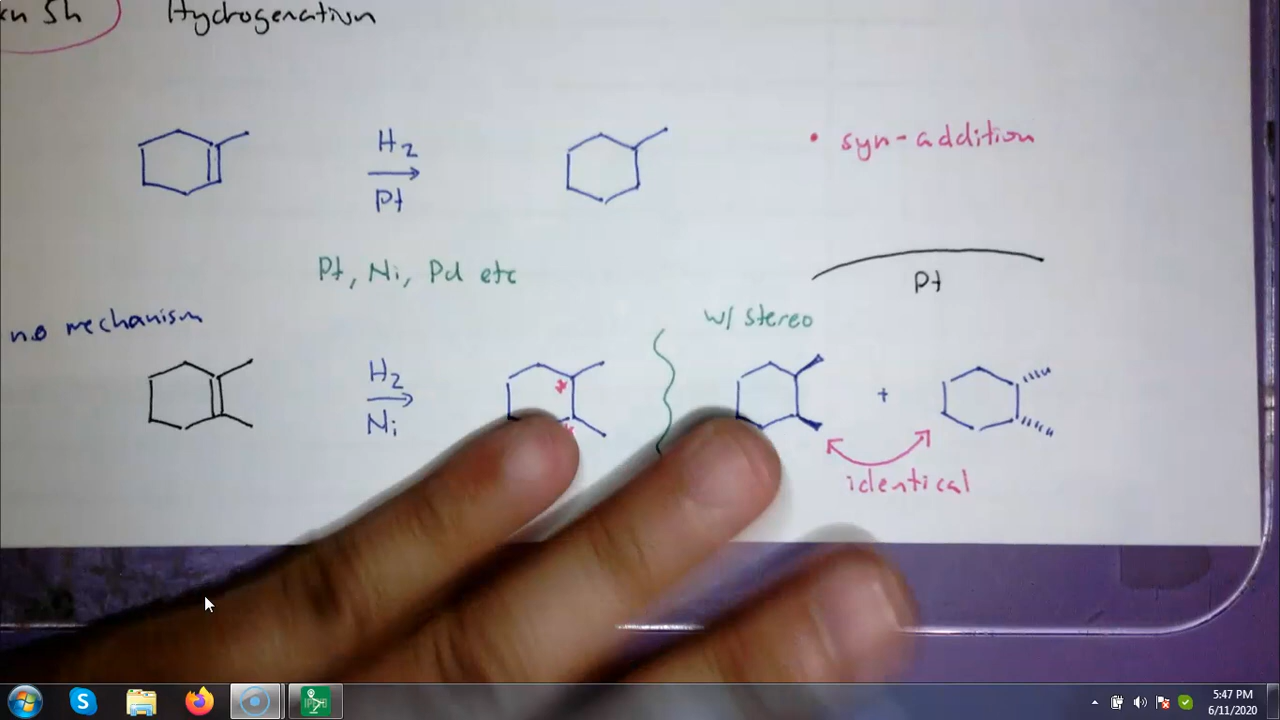 5h Hydrogenation
H₂
Pt
• syn-addition
Pt, Ni, Pd etc
Pt
no mechanism
w/ stereo
H₂
Ni
*
*
+
identical
5:47 PM
6/11/2020